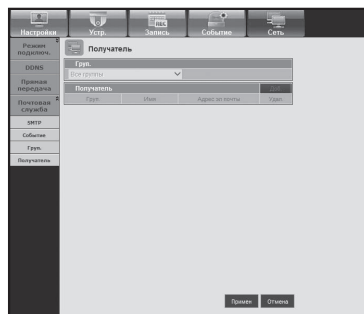 Настройки Устр. Запись Событие Сеть
REC
Режим
подключ.
DDNS
Прямая
передача
Почтовая
служба
SMTP
Событие
Груп.
Получатель
Получатель
Груп.
Все группы
Получатель
Груп. Имя Адрес эл почты Удал.
Примен Отмена